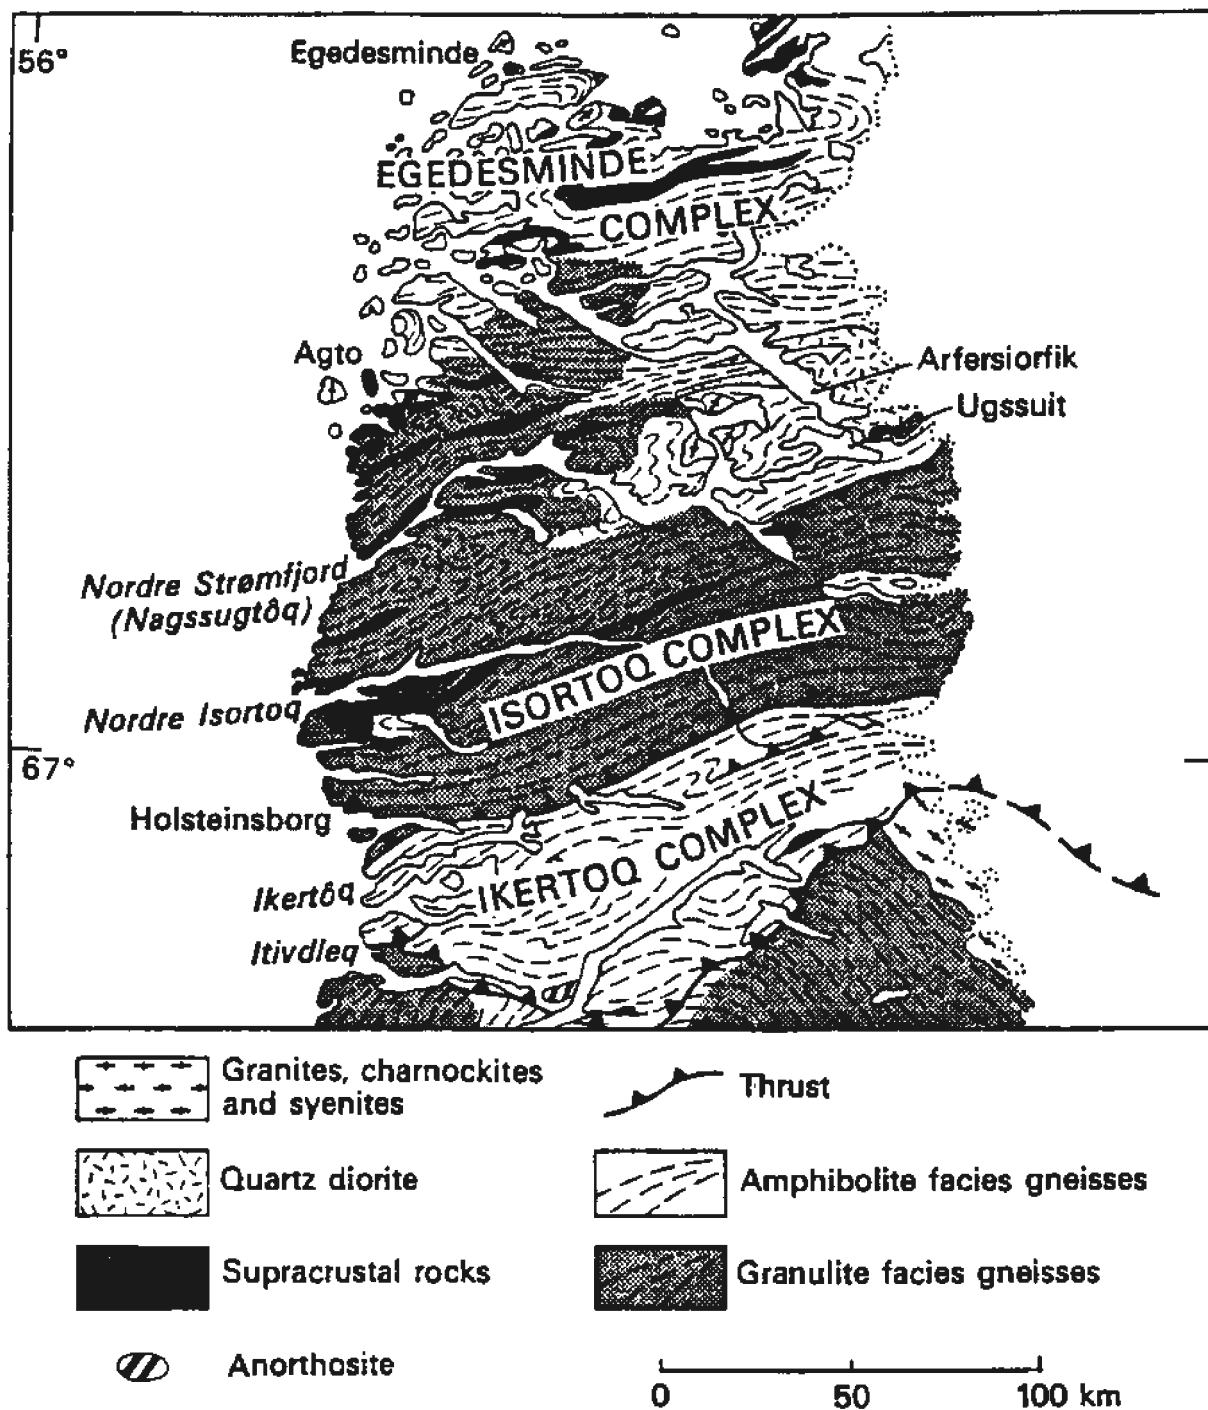 56°
Egedesminde
EGEDESMINDE
COMPLEX
Agto
Arfersiorfik
Ugssuit
Nordre Strømfjord
(Nagssugtôq)
ISORTOQ COMPLEX
Nordre Isortoq
67°
Holsteinsborg
IKERTOQ COMPLEX
Ikertôq
Itivdleq
Granites, charnockites
and syenites
Thrust
Quartz diorite
Amphibolite facies gneisses
Supracrustal rocks
Granulite facies gneisses
Anorthosite
0 50 100 km